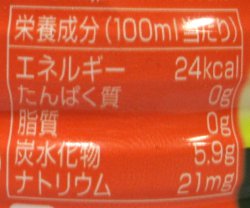 栄養成分(100ml当たり)
エネルギー 24kcal
たんぱく質 0g
脂質 0g
炭水化物 5.9g
ナトリウム 21mg